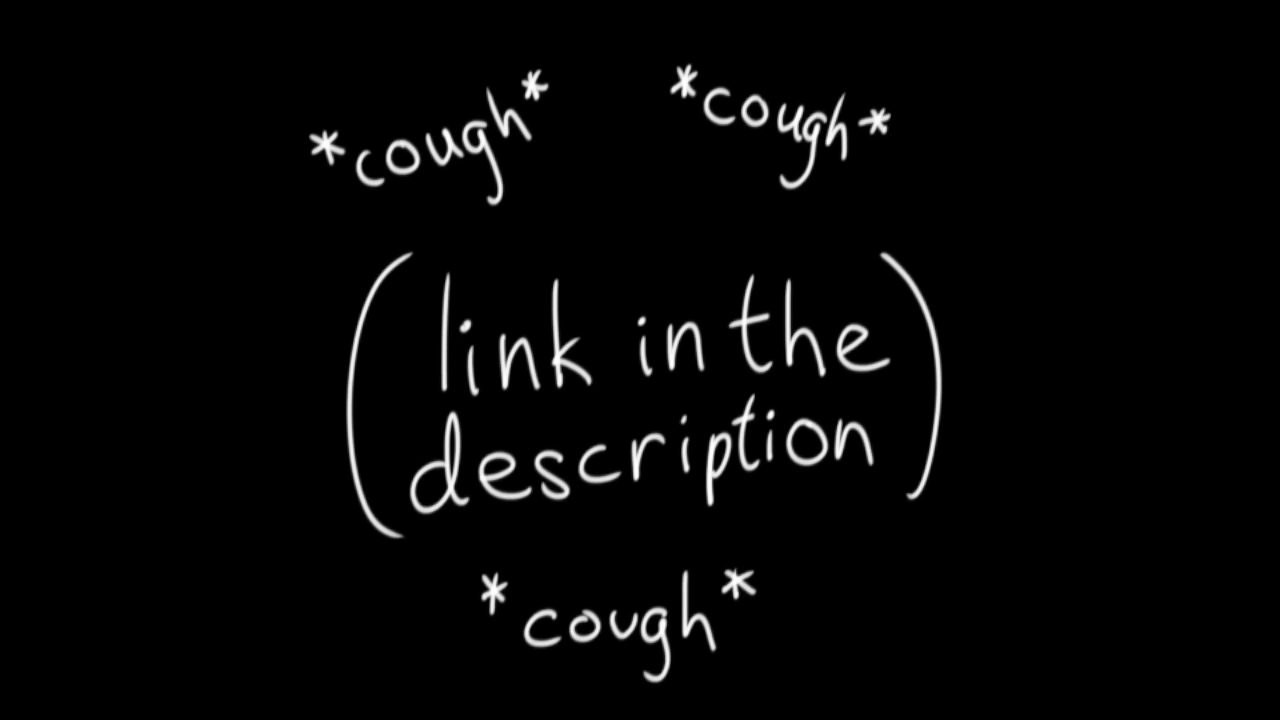 *cough* *cough*
(link in the
description)
*cough*